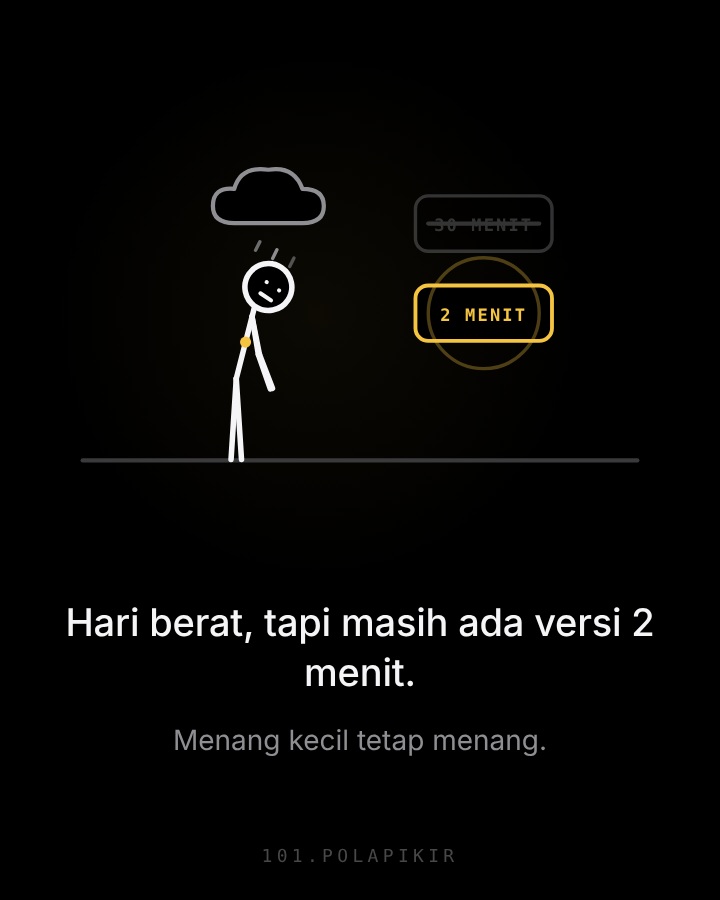 30 MENIT
2 MENIT
Hari berat, tapi masih ada versi 2
menit.
Menang kecil tetap menang.
101.POLAPIKIR